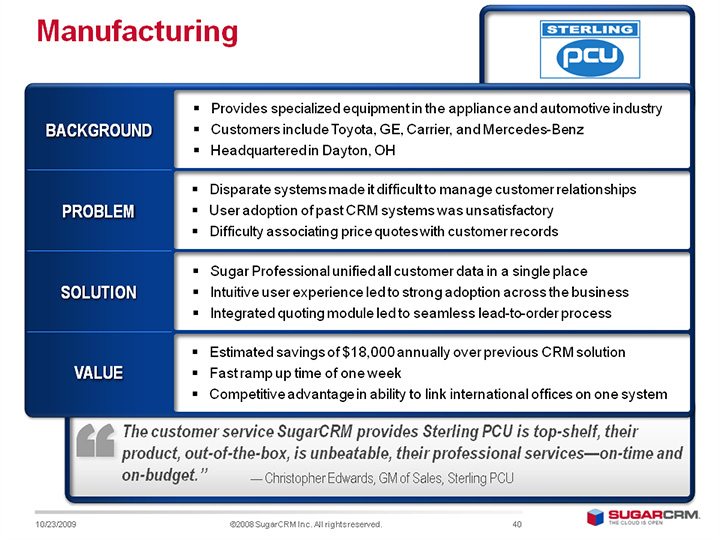 Manufacturing
STERLING
pcu
BACKGROUND
▪ Provides specialized equipment in the appliance and automotive industry
▪ Customers include Toyota, GE, Carrier, and Mercedes-Benz
▪ Headquartered in Dayton, OH
PROBLEM
▪ Disparate systems made it difficult to manage customer relationships
▪ User adoption of past CRM systems was unsatisfactory
▪ Difficulty associating price quotes with customer records
SOLUTION
▪ Sugar Professional unified all customer data in a single place
▪ Intuitive user experience led to strong adoption across the business
▪ Integrated quoting module led to seamless lead-to-order process
VALUE
▪ Estimated savings of $18,000 annually over previous CRM solution
▪ Fast ramp up time of one week
▪ Competitive advantage in ability to link international offices on one system
“The customer service SugarCRM provides Sterling PCU is top-shelf, their
product, out-of-the-box, is unbeatable, their professional services—on-time and
on-budget.” — Christopher Edwards, GM of Sales, Sterling PCU
10/23/2009 ©2008 SugarCRM Inc. All rights reserved. 40
SUGARCRM.
THE CLOUD IS OPEN